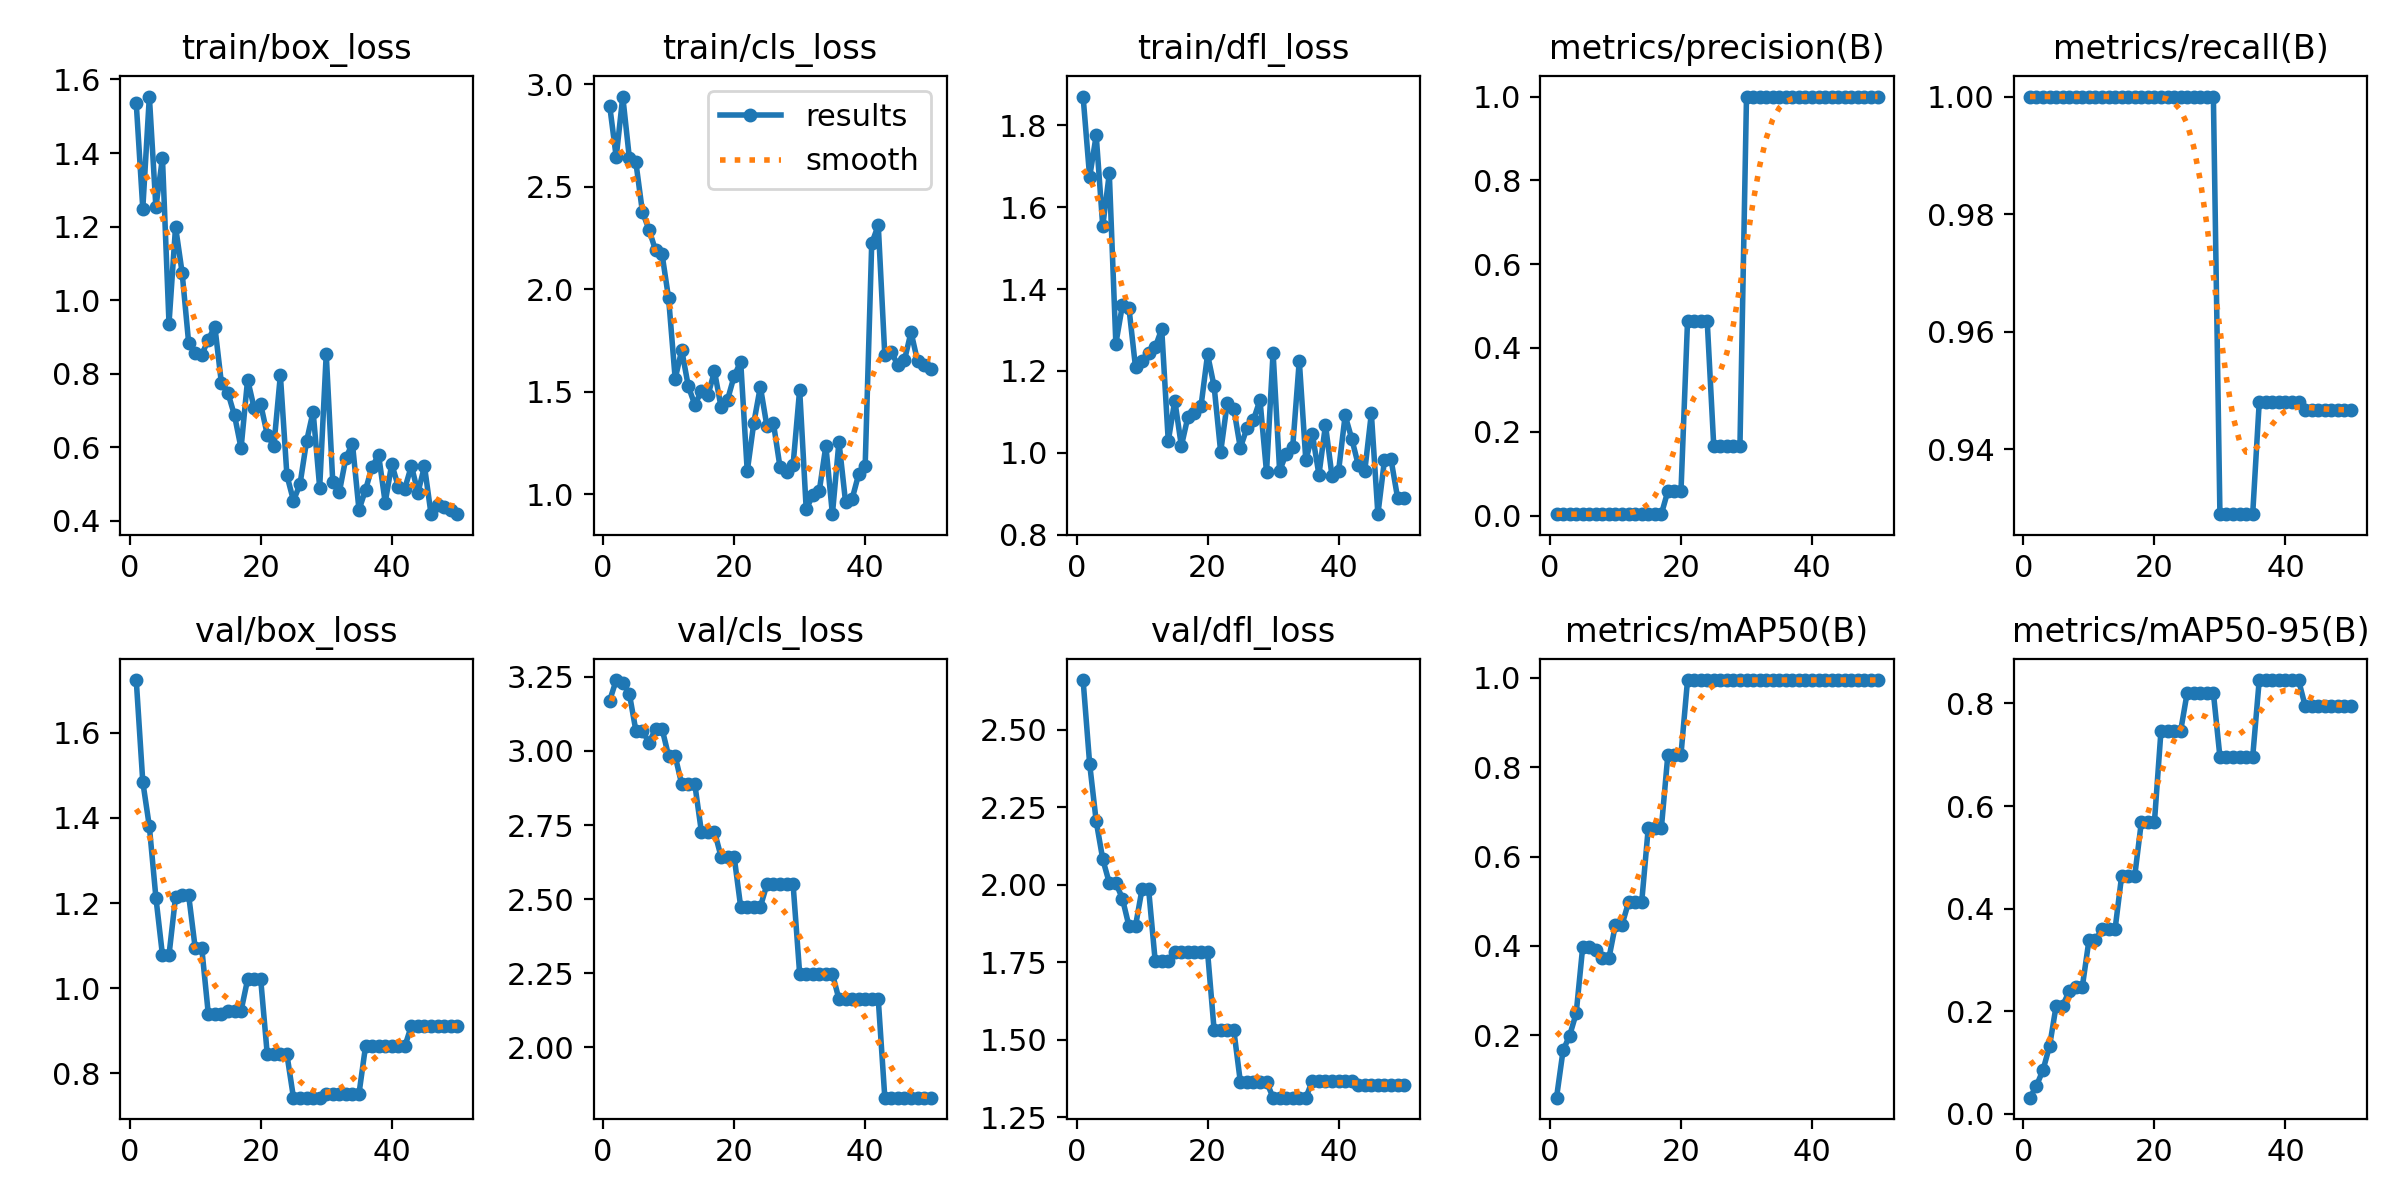 train/box_loss
1.6
1.4
1.2
1.0
0.8
0.6
0.4
0 20 40
train/cls_loss
results
smooth
3.0
2.5
2.0
1.5
1.0
0 20 40
train/dfl_loss
1.8
1.6
1.4
1.2
1.0
0.8
0 20 40
metrics/precision(B)
1.0
0.8
0.6
0.4
0.2
0.0
0 20 40
metrics/recall(B)
1.00
0.98
0.96
0.94
0 20 40
val/box_loss
1.6
1.4
1.2
1.0
0.8
0 20 40
val/cls_loss
3.25
3.00
2.75
2.50
2.25
2.00
0 20 40
val/dfl_loss
2.50
2.25
2.00
1.75
1.50
1.25
0 20 40
metrics/mAP50(B)
1.0
0.8
0.6
0.4
0.2
0 20 40
metrics/mAP50-95(B)
0.8
0.6
0.4
0.2
0.0
0 20 40